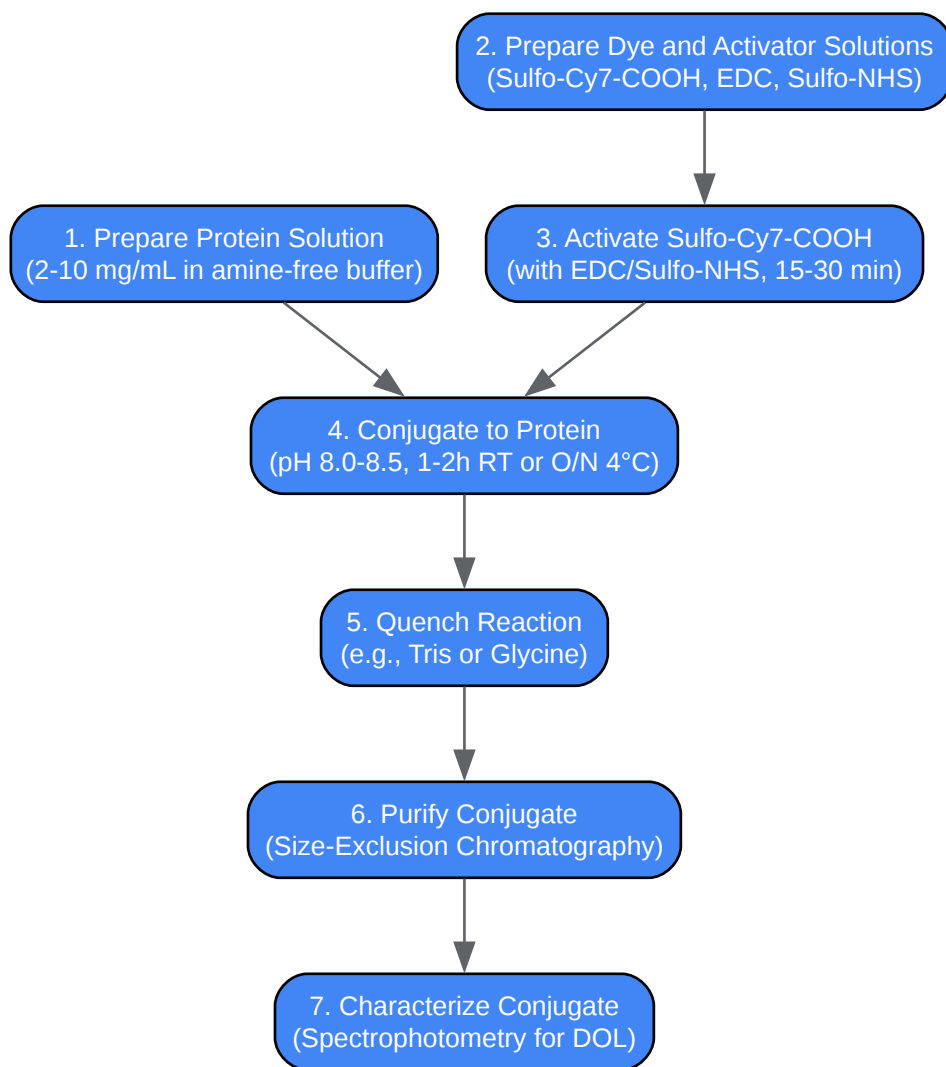 2. Prepare Dye and Activator Solutions
(Sulfo-Cy7-COOH, EDC, Sulfo-NHS)
1. Prepare Protein Solution
(2-10 mg/mL in amine-free buffer)
3. Activate Sulfo-Cy7-COOH
(with EDC/Sulfo-NHS, 15-30 min)
4. Conjugate to Protein
(pH 8.0-8.5, 1-2h RT or O/N 4°C)
5. Quench Reaction
(e.g., Tris or Glycine)
6. Purify Conjugate
(Size-Exclusion Chromatography)
7. Characterize Conjugate
(Spectrophotometry for DOL)